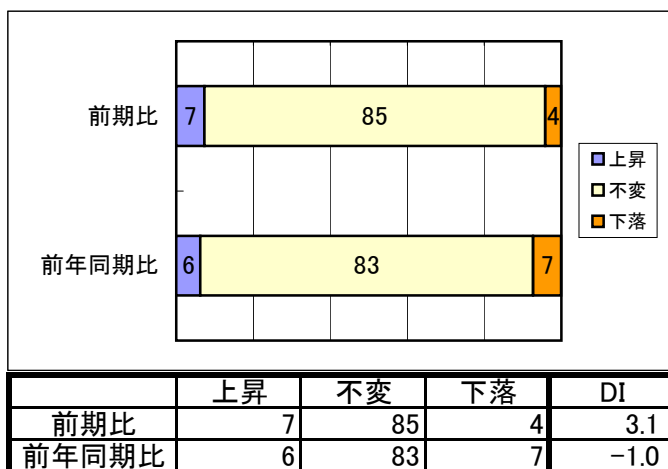 前期比 7 85 4
上昇
不変
下落
前年同期比 6 83 7
上昇 不変 下落 DI
前期比 7 85 4 3.1
前年同期比 6 83 7 -1.0